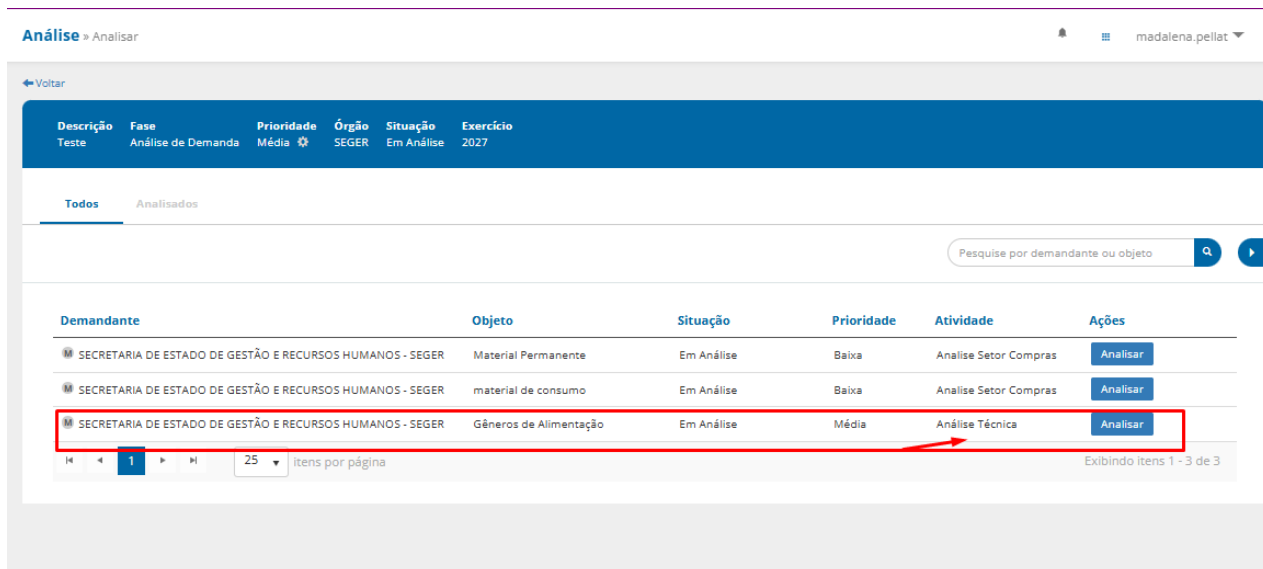 Análise » Analisar
madalena.pellat
Voltar
Descrição Fase Prioridade Órgão Situação Exercício
Teste Análise de Demanda Média SEGER Em Análise 2027
Todos Analisados
Pesquise por demandante ou objeto
Demandante Objeto Situação Prioridade Atividade Ações
M SECRETARIA DE ESTADO DE GESTÃO E RECURSOS HUMANOS - SEGER Material Permanente Em Análise Baixa Analise Setor Compras Analisar
M SECRETARIA DE ESTADO DE GESTÃO E RECURSOS HUMANOS - SEGER material de consumo Em Análise Baixa Analise Setor Compras Analisar
M SECRETARIA DE ESTADO DE GESTÃO E RECURSOS HUMANOS - SEGER Gêneros de Alimentação Em Análise Média Análise Técnica Analisar
1 25 itens por página Exibindo itens 1 - 3 de 3